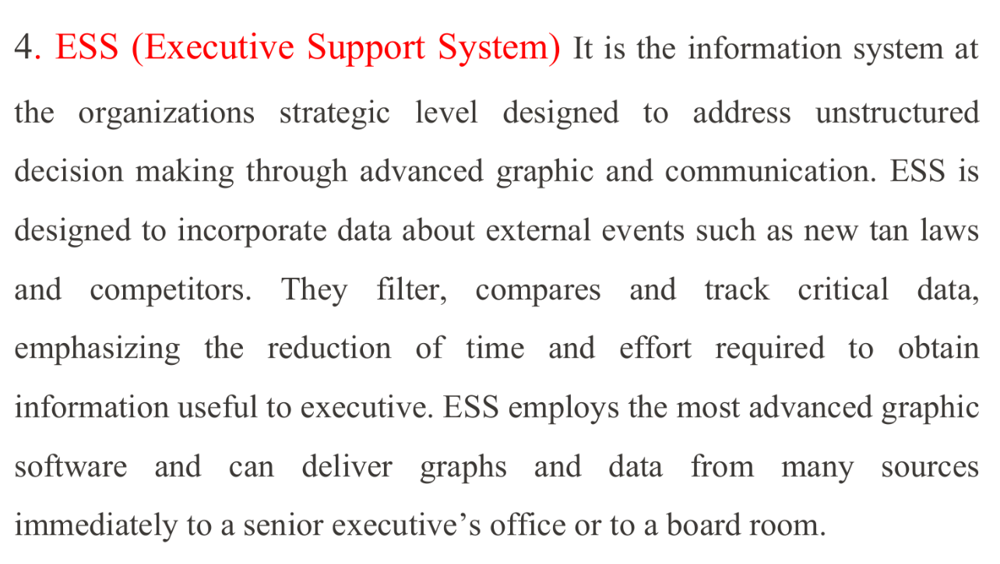 4. ESS (Executive Support System) It is the information system at
the organizations strategic level designed to address unstructured
decision making through advanced graphic and communication. ESS is
designed to incorporate data about external events such as new tan laws
and competitors. They filter, compares and track critical data,
emphasizing the reduction of time and effort required to obtain
information useful to executive. ESS employs the most advanced graphic
software and can deliver graphs and data from many sources
immediately to a senior executive’s office or to a board room.